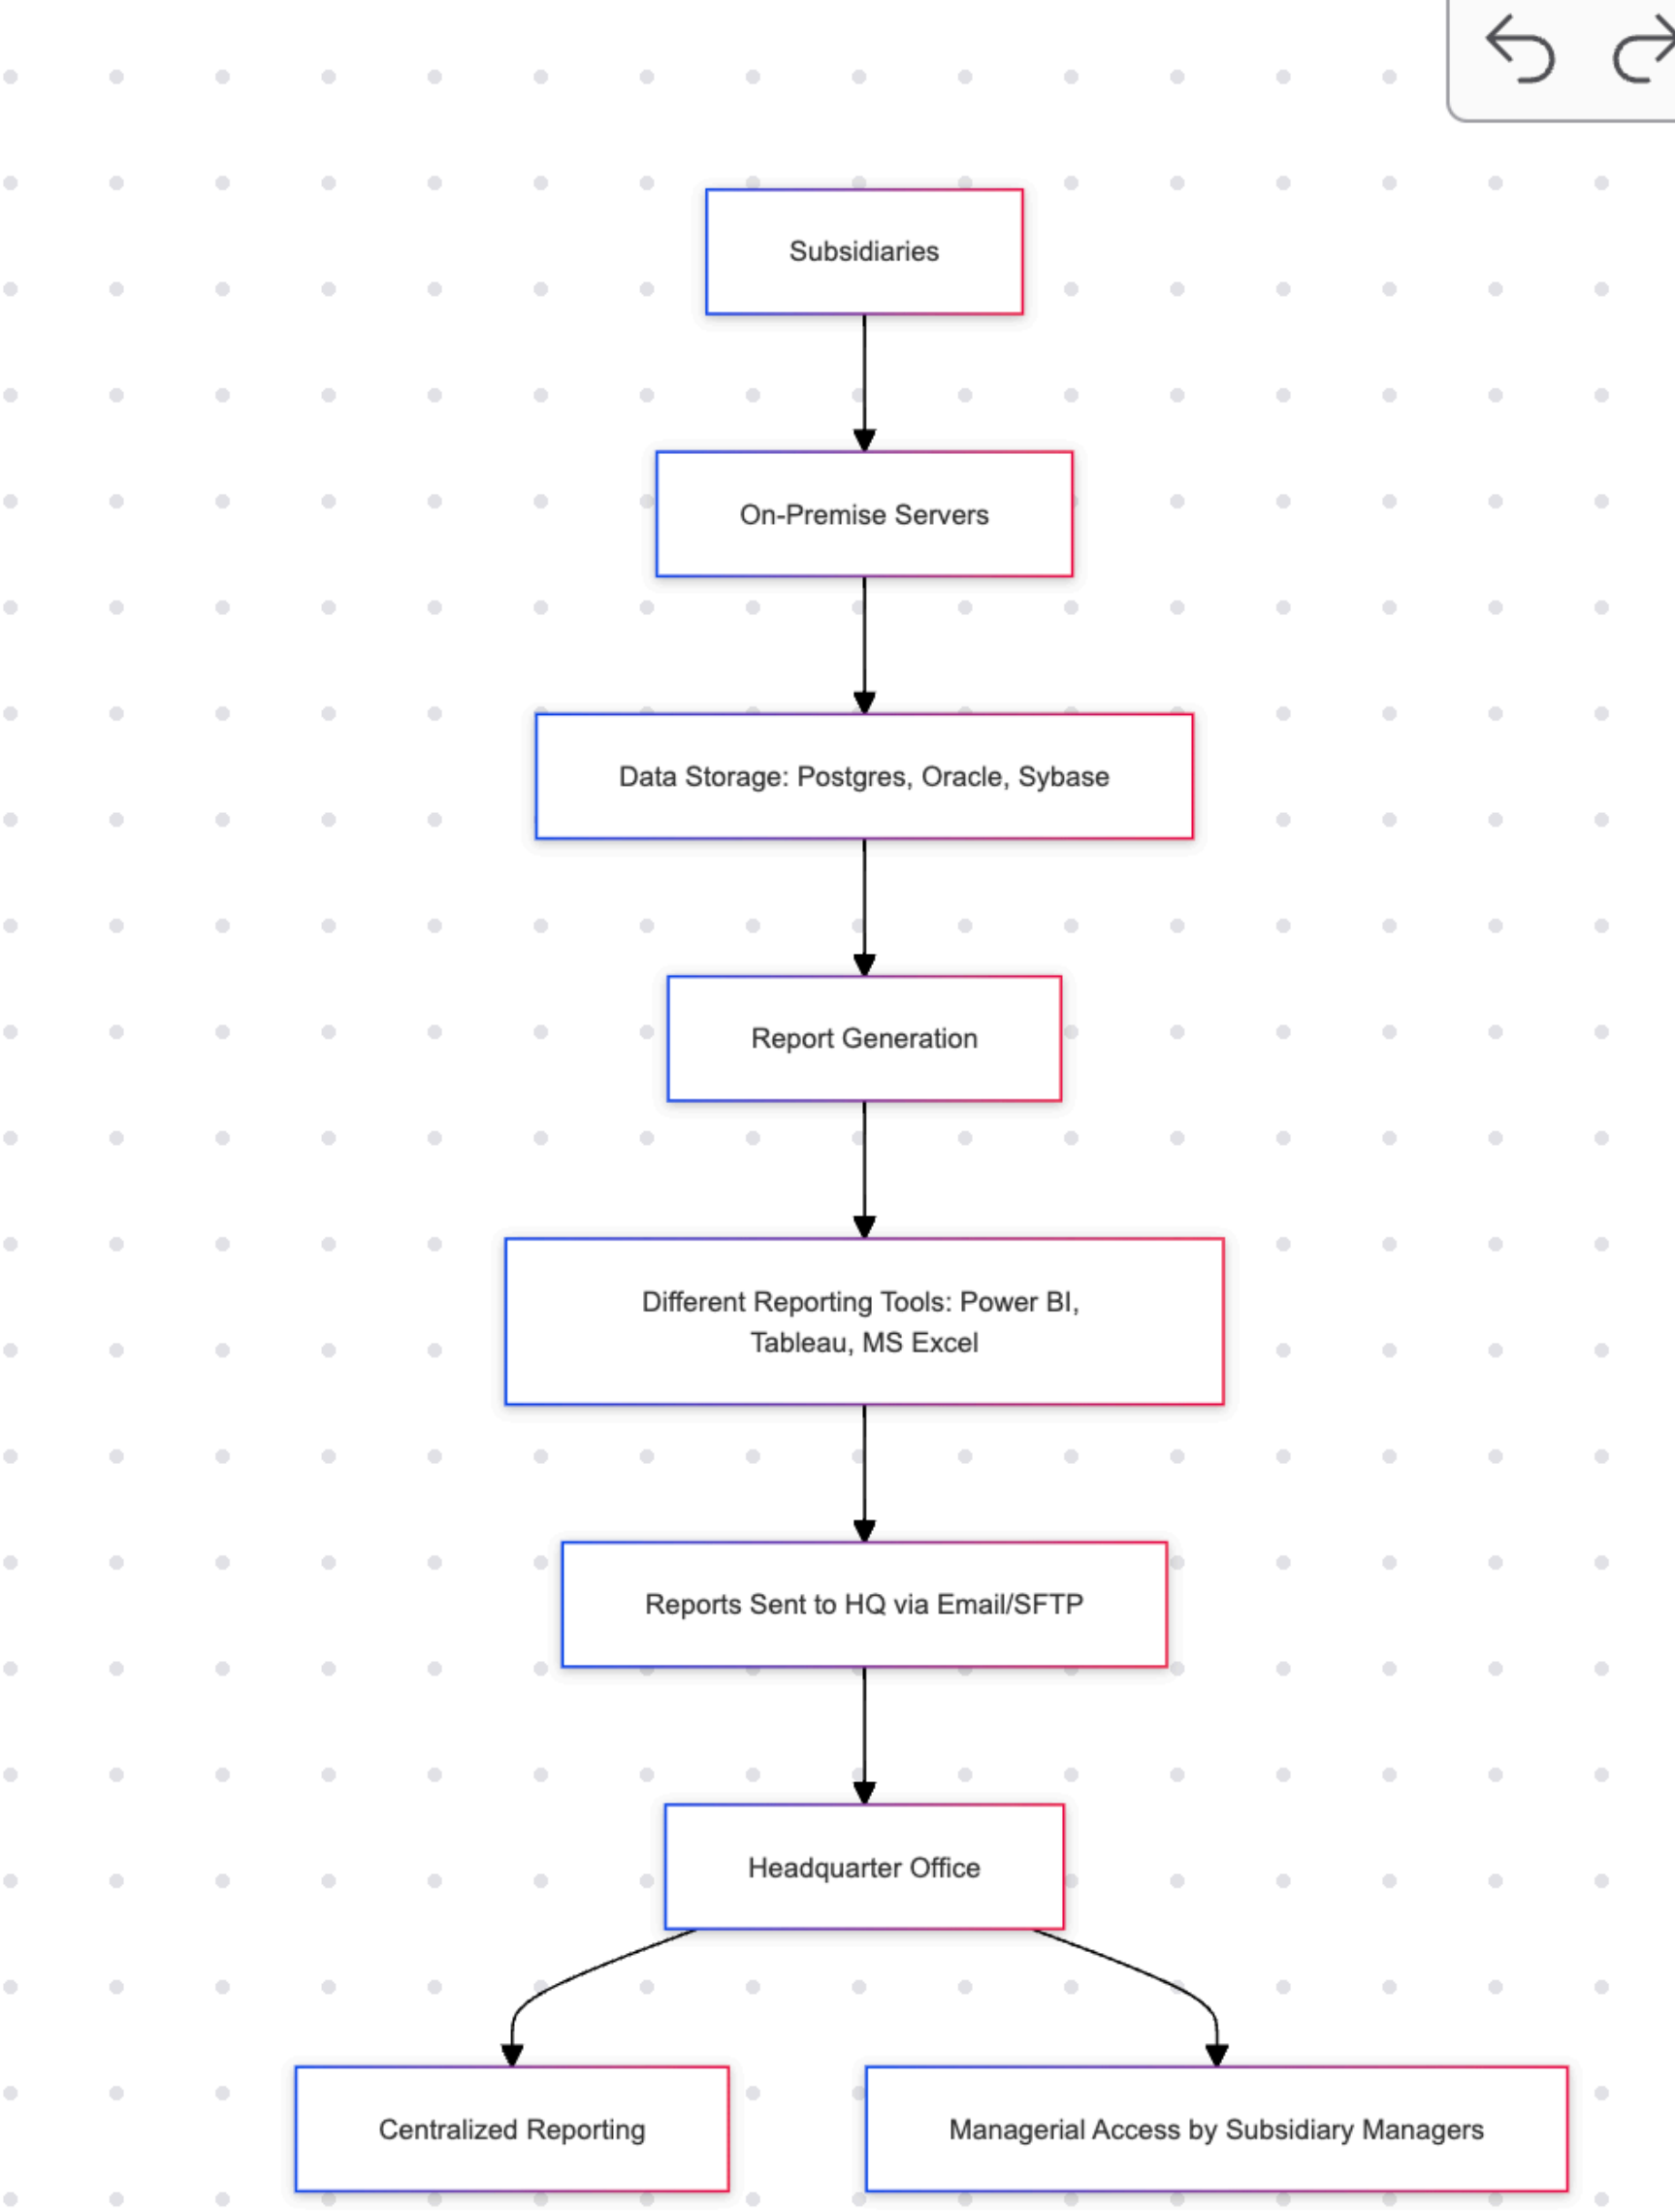 Subsidiaries
On-Premise Servers
Data Storage: Postgres, Oracle, Sybase
Report Generation
Different Reporting Tools: Power BI,
Tableau, MS Excel
Reports Sent to HQ via Email/SFTP
Headquarter Office
Centralized Reporting
Managerial Access by Subsidiary Managers